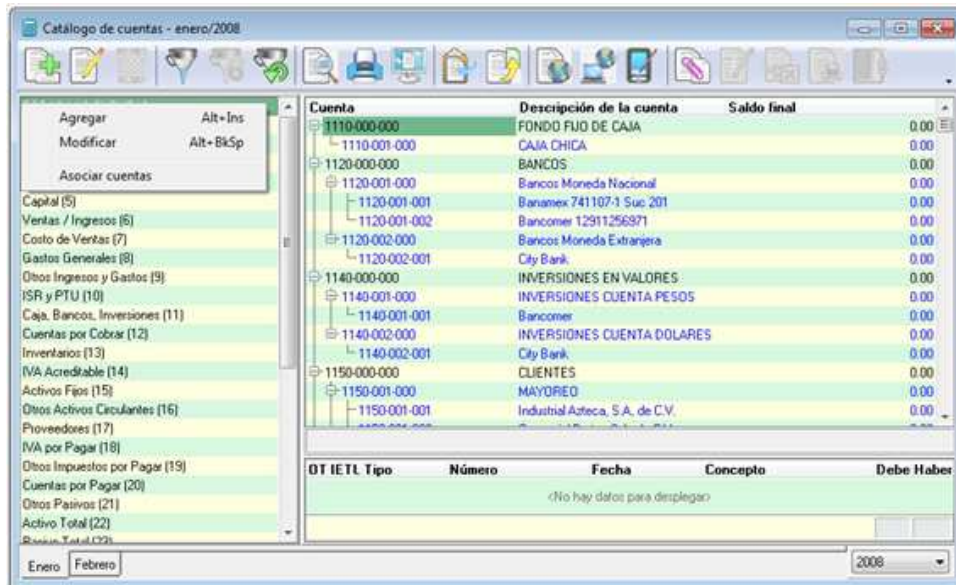 Catálogo de cuentas - enero/2008
Agregar Alt+Ins
Modificar Alt+BkSp
Asociar cuentas
Capital (5)
Ventas / Ingresos (6)
Costo de Ventas (7)
Gastos Generales (8)
Otros Ingresos y Gastos (9)
ISR y PTU (10)
Caja, Bancos, Inversiones (11)
Cuentas por Cobrar (12)
Inventarios (13)
IVA Acreditable (14)
Activos Fijos (15)
Otros Activos Circulantes (16)
Proveedores (17)
IVA por Pagar (18)
Otros Impuestos por Pagar (19)
Cuentas por Pagar (20)
Otros Pasivos (21)
Activo Total (22)
Pasivo Total (23)
Cuenta Descripción de la cuenta Saldo final
1110-000-000 FONDO FIJO DE CAJA 0.00
1110-001-000 CAJA CHICA 0.00
1120-000-000 BANCOS 0.00
1120-001-000 Bancos Moneda Nacional 0.00
1120-001-001 Banamex 741107-1 Suc 201 0.00
1120-001-002 Bancomer 12911256971 0.00
1120-002-000 Bancos Moneda Extranjera 0.00
1120-002-001 City Bank 0.00
1140-000-000 INVERSIONES EN VALORES 0.00
1140-001-000 INVERSIONES CUENTA PESOS 0.00
1140-001-001 Bancomer 0.00
1140-002-000 INVERSIONES CUENTA DOLARES 0.00
1140-002-001 City Bank 0.00
1150-000-000 CLIENTES 0.00
1150-001-000 MAYOREO 0.00
1150-001-001 Industrial Azteca, S.A. de C.V. 0.00
OT IETL Tipo Número Fecha Concepto Debe Haber
<No hay datos para desplegar>
Enero Febrero 2008